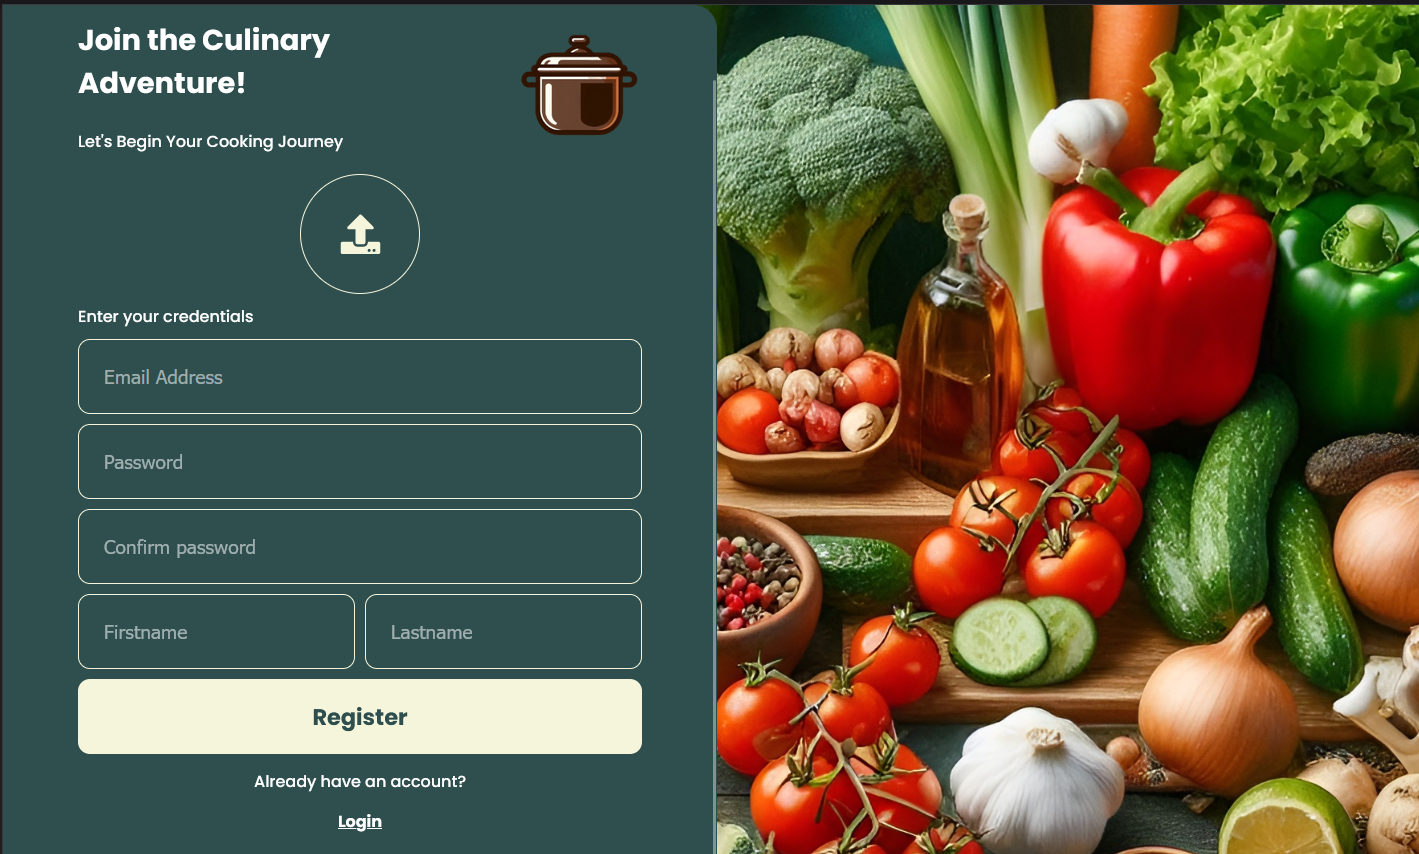 Join the Culinary
Adventure!
Let's Begin Your Cooking Journey
Enter your credentials
Email Address
Password
Confirm password
Firstname
Lastname
Register
Already have an account?
Login